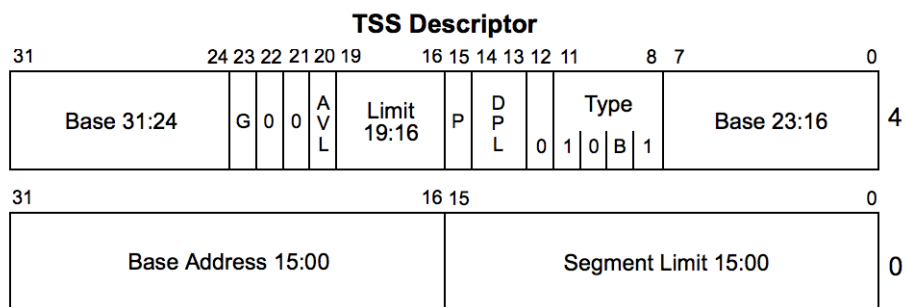 TSS Descriptor
31 24 23 22 21 20 19 16 15 14 13 12 11 8 7 0
Base 31:24 G 0 0 AVL Limit 19:16 P DPL 0 Type 1 0 B 1 Base 23:16 4
31 16 15 0
Base Address 15:00 Segment Limit 15:00 0